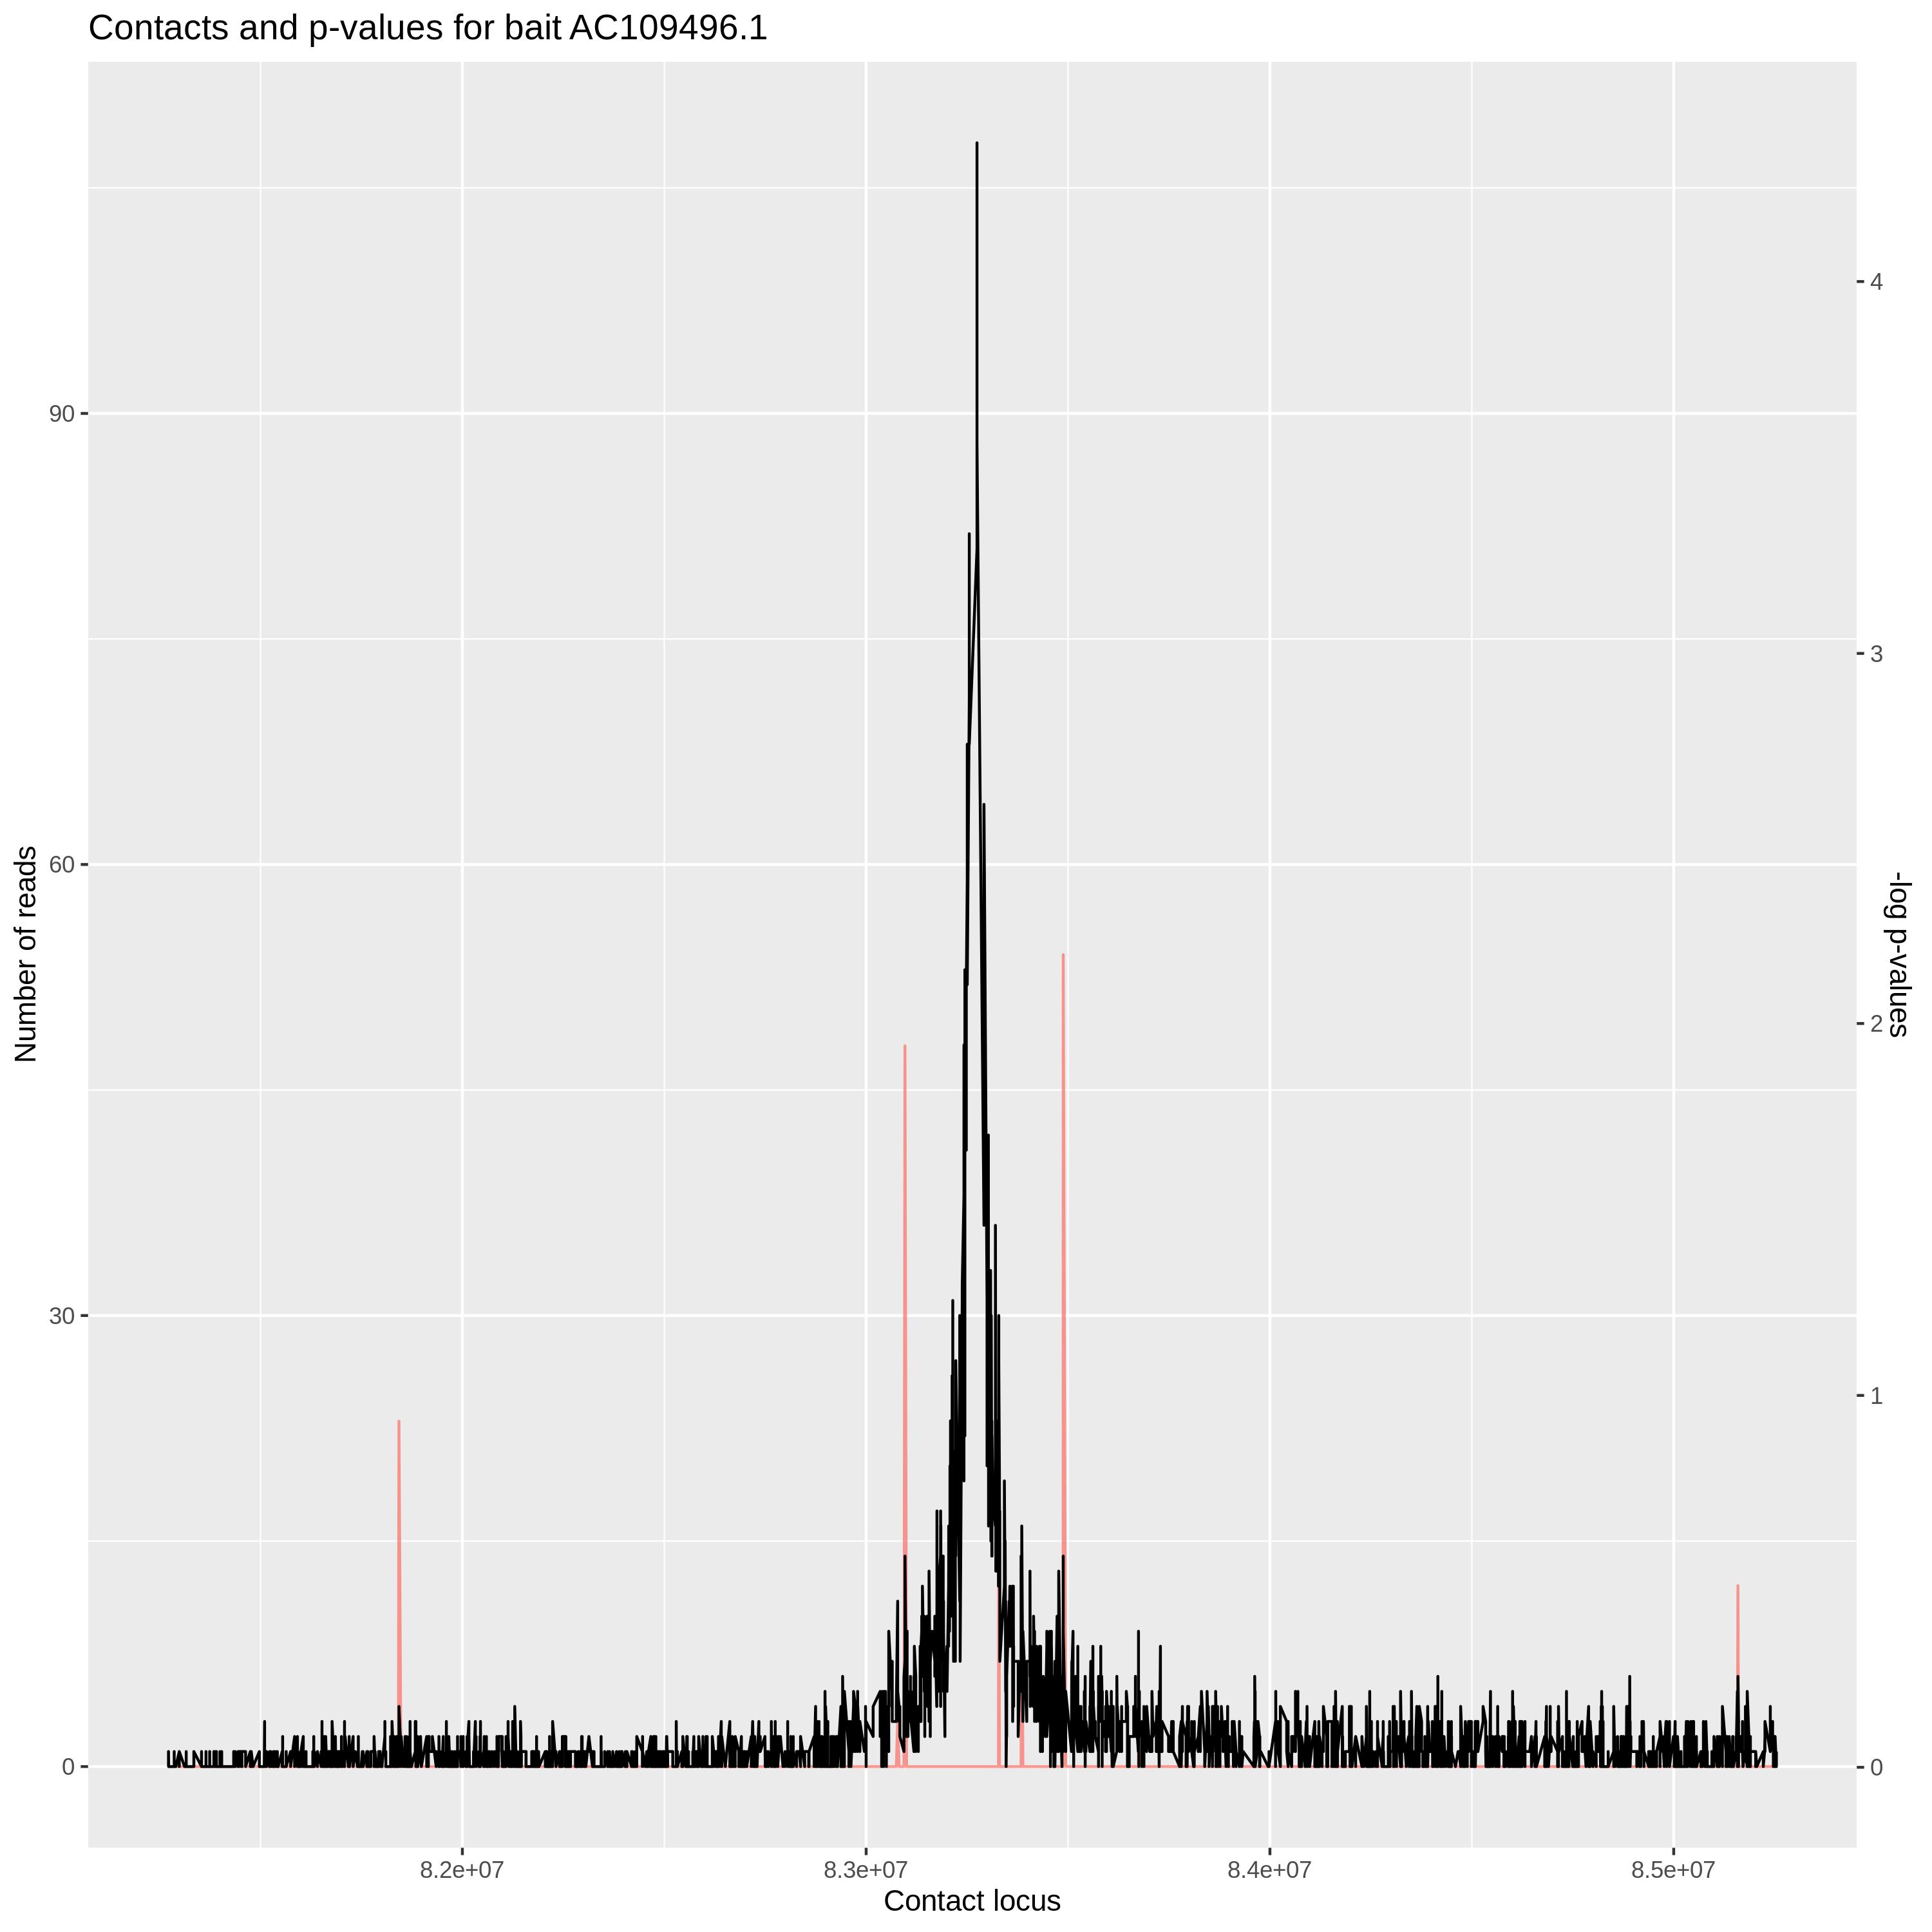 Contacts and p-values for bait AC109496.1
Number of reads
90
60
30
0
4
3
2
1
0
-log p-values
8.2e+07
8.3e+07
8.4e+07
8.5e+07
Contact locus